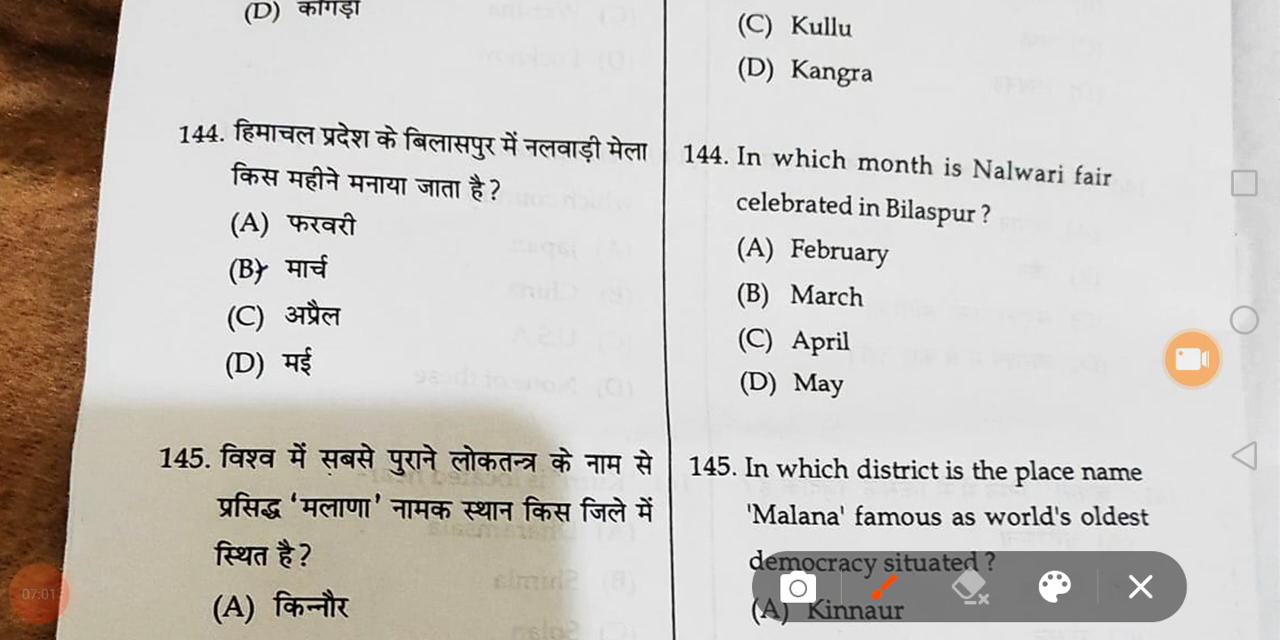 (D) कांगड़ा
144. हिमाचल प्रदेश के बिलासपुर में नलवाड़ी मेला
किस महीने मनाया जाता है ?
(A) फरवरी
(B) मार्च
(C) अप्रैल
(D) मई
145. विश्व में सबसे पुराने लोकतन्त्र के नाम से
प्रसिद्ध 'मलाणा' नामक स्थान किस जिले में
स्थित है ?
(A) किन्नौर
(C) Kullu
(D) Kangra
144. In which month is Nalwari fair
celebrated in Bilaspur ?
(A) February
(B) March
(C) April
(D) May
145. In which district is the place name
'Malana' famous as world's oldest
democracy situated ?
(A) Kinnaur
07:01